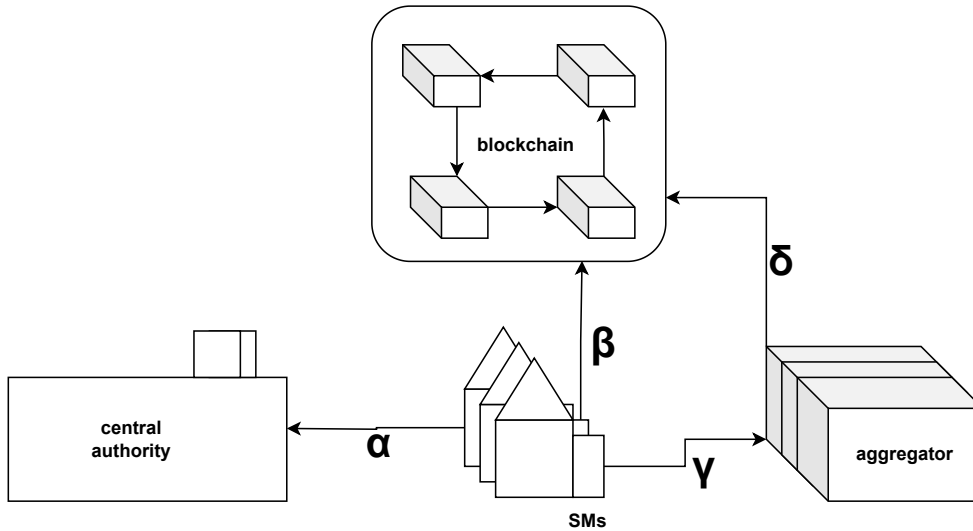 blockchain
δ
β
central
authority
α
γ
aggregator
SMs